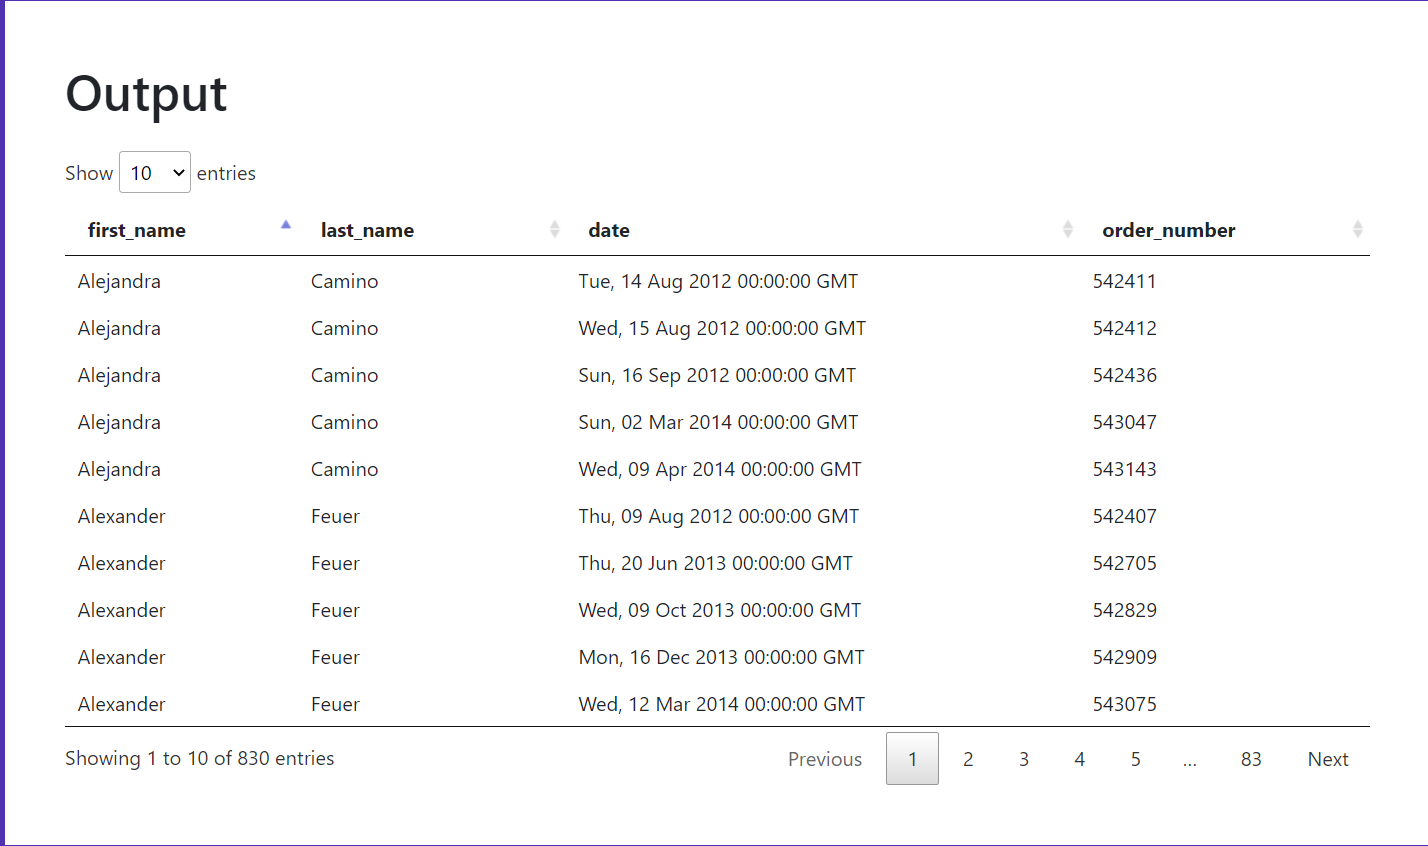 Output
Show 10 entries
first_name last_name date order_number
Alejandra Camino Tue, 14 Aug 2012 00:00:00 GMT 542411
Alejandra Camino Wed, 15 Aug 2012 00:00:00 GMT 542412
Alejandra Camino Sun, 16 Sep 2012 00:00:00 GMT 542436
Alejandra Camino Sun, 02 Mar 2014 00:00:00 GMT 543047
Alejandra Camino Wed, 09 Apr 2014 00:00:00 GMT 543143
Alexander Feuer Thu, 09 Aug 2012 00:00:00 GMT 542407
Alexander Feuer Thu, 20 Jun 2013 00:00:00 GMT 542705
Alexander Feuer Wed, 09 Oct 2013 00:00:00 GMT 542829
Alexander Feuer Mon, 16 Dec 2013 00:00:00 GMT 542909
Alexander Feuer Wed, 12 Mar 2014 00:00:00 GMT 543075
Showing 1 to 10 of 830 entries Previous 1 2 3 4 5 ... 83 Next